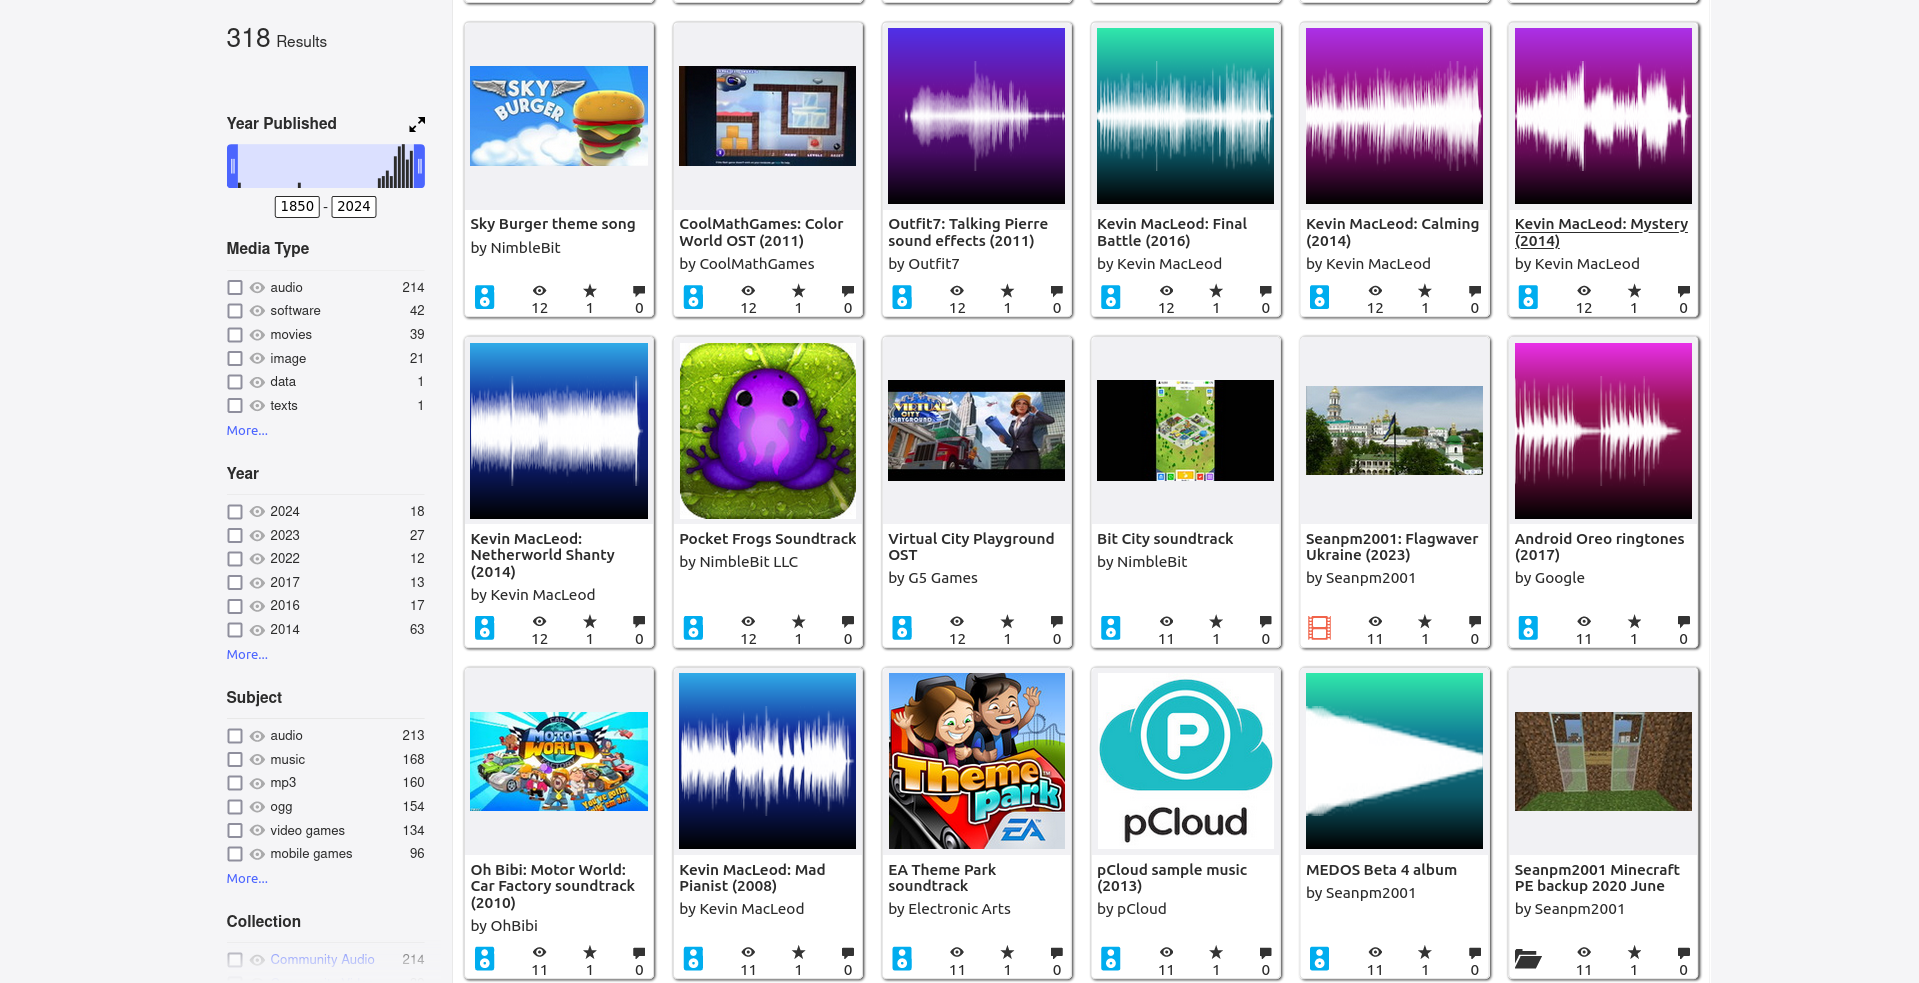 318 Results
Year Published
1850 - 2024
Media Type
audio 214
software 42
movies 39
image 21
data 1
texts 1
More...
Year
2024 18
2023 27
2022 12
2017 13
2016 17
2014 63
More...
Subject
audio 213
music 168
mp3 160
ogg 154
video games 134
mobile games 96
More...
Collection
Community Audio 214
SKY
BURGER
Sky Burger theme song
by NimbleBit
12 1 0
CoolMathGames: Color
World OST (2011)
by CoolMathGames
12 1 0
Outfit7: Talking Pierre
sound effects (2011)
by Outfit7
12 1 0
Kevin MacLeod: Final
Battle (2016)
by Kevin MacLeod
12 1 0
Kevin MacLeod: Calming
(2014)
by Kevin MacLeod
12 1 0
Kevin MacLeod: Mystery
(2014)
by Kevin MacLeod
12 1 0
Kevin MacLeod:
Netherworld Shanty
(2014)
by Kevin MacLeod
12 1 0
Pocket Frogs Soundtrack
by NimbleBit LLC
12 1 0
VIRTUAL
CITY
PLAYGROUND
Virtual City Playground
OST
by G5 Games
12 1 0
Bit City soundtrack
by NimbleBit
11 1 0
Seanpm2001: Flagwaver
Ukraine (2023)
by Seanpm2001
11 1 0
Android Oreo ringtones
(2017)
by Google
11 1 0
MOTOR
WORLD
CAR
Oh Bibi: Motor World:
Car Factory soundtrack
(2010)
by OhBibi
11 1 0
Kevin MacLeod: Mad
Pianist (2008)
by Kevin MacLeod
11 1 0
Theme
park
EA
EA Theme Park
soundtrack
by Electronic Arts
11 1 0
P
pCloud
pCloud sample music
(2013)
by pCloud
11 1 0
MEDOS Beta 4 album
by Seanpm2001
11 1 0
Seanpm2001 Minecraft
PE backup 2020 June
by Seanpm2001
11 1 0